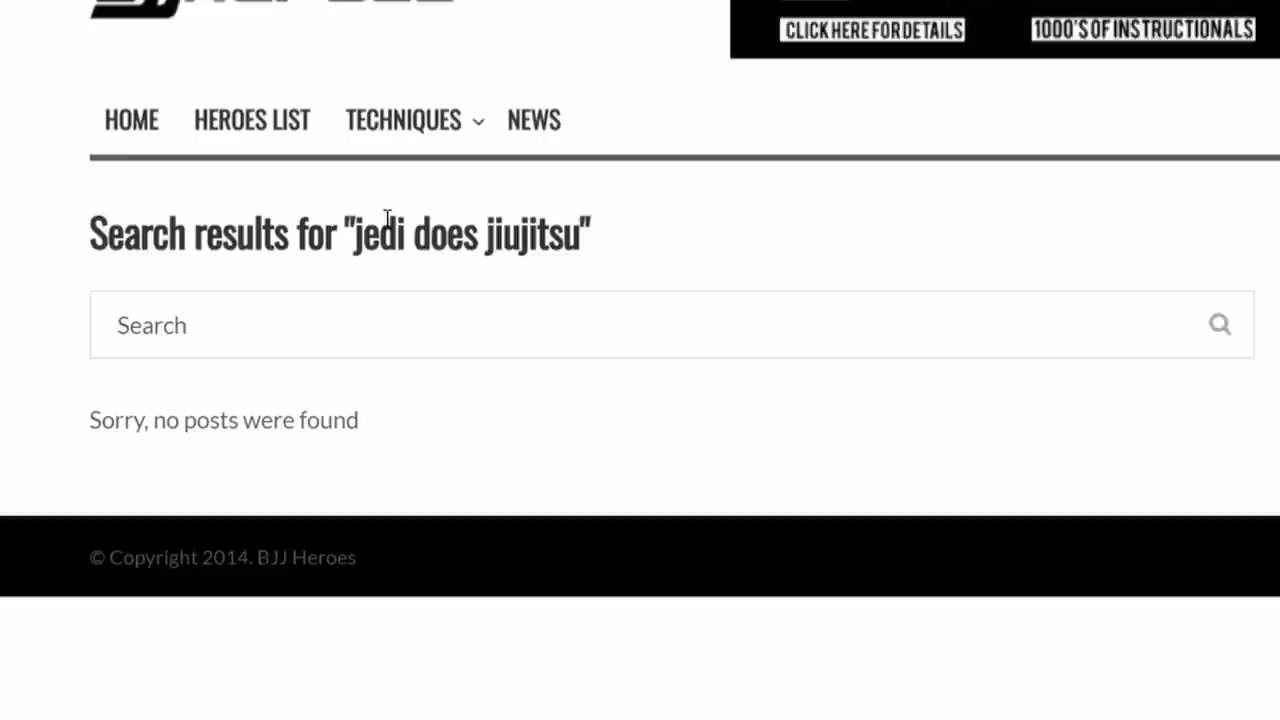 CLICK HERE FOR DETAILS
1000'S OF INSTRUCTIONALS
HOME HEROES LIST TECHNIQUES NEWS
Search results for "jedi does jiujitsu"
Search
Sorry, no posts were found
© Copyright 2014. BJJ Heroes